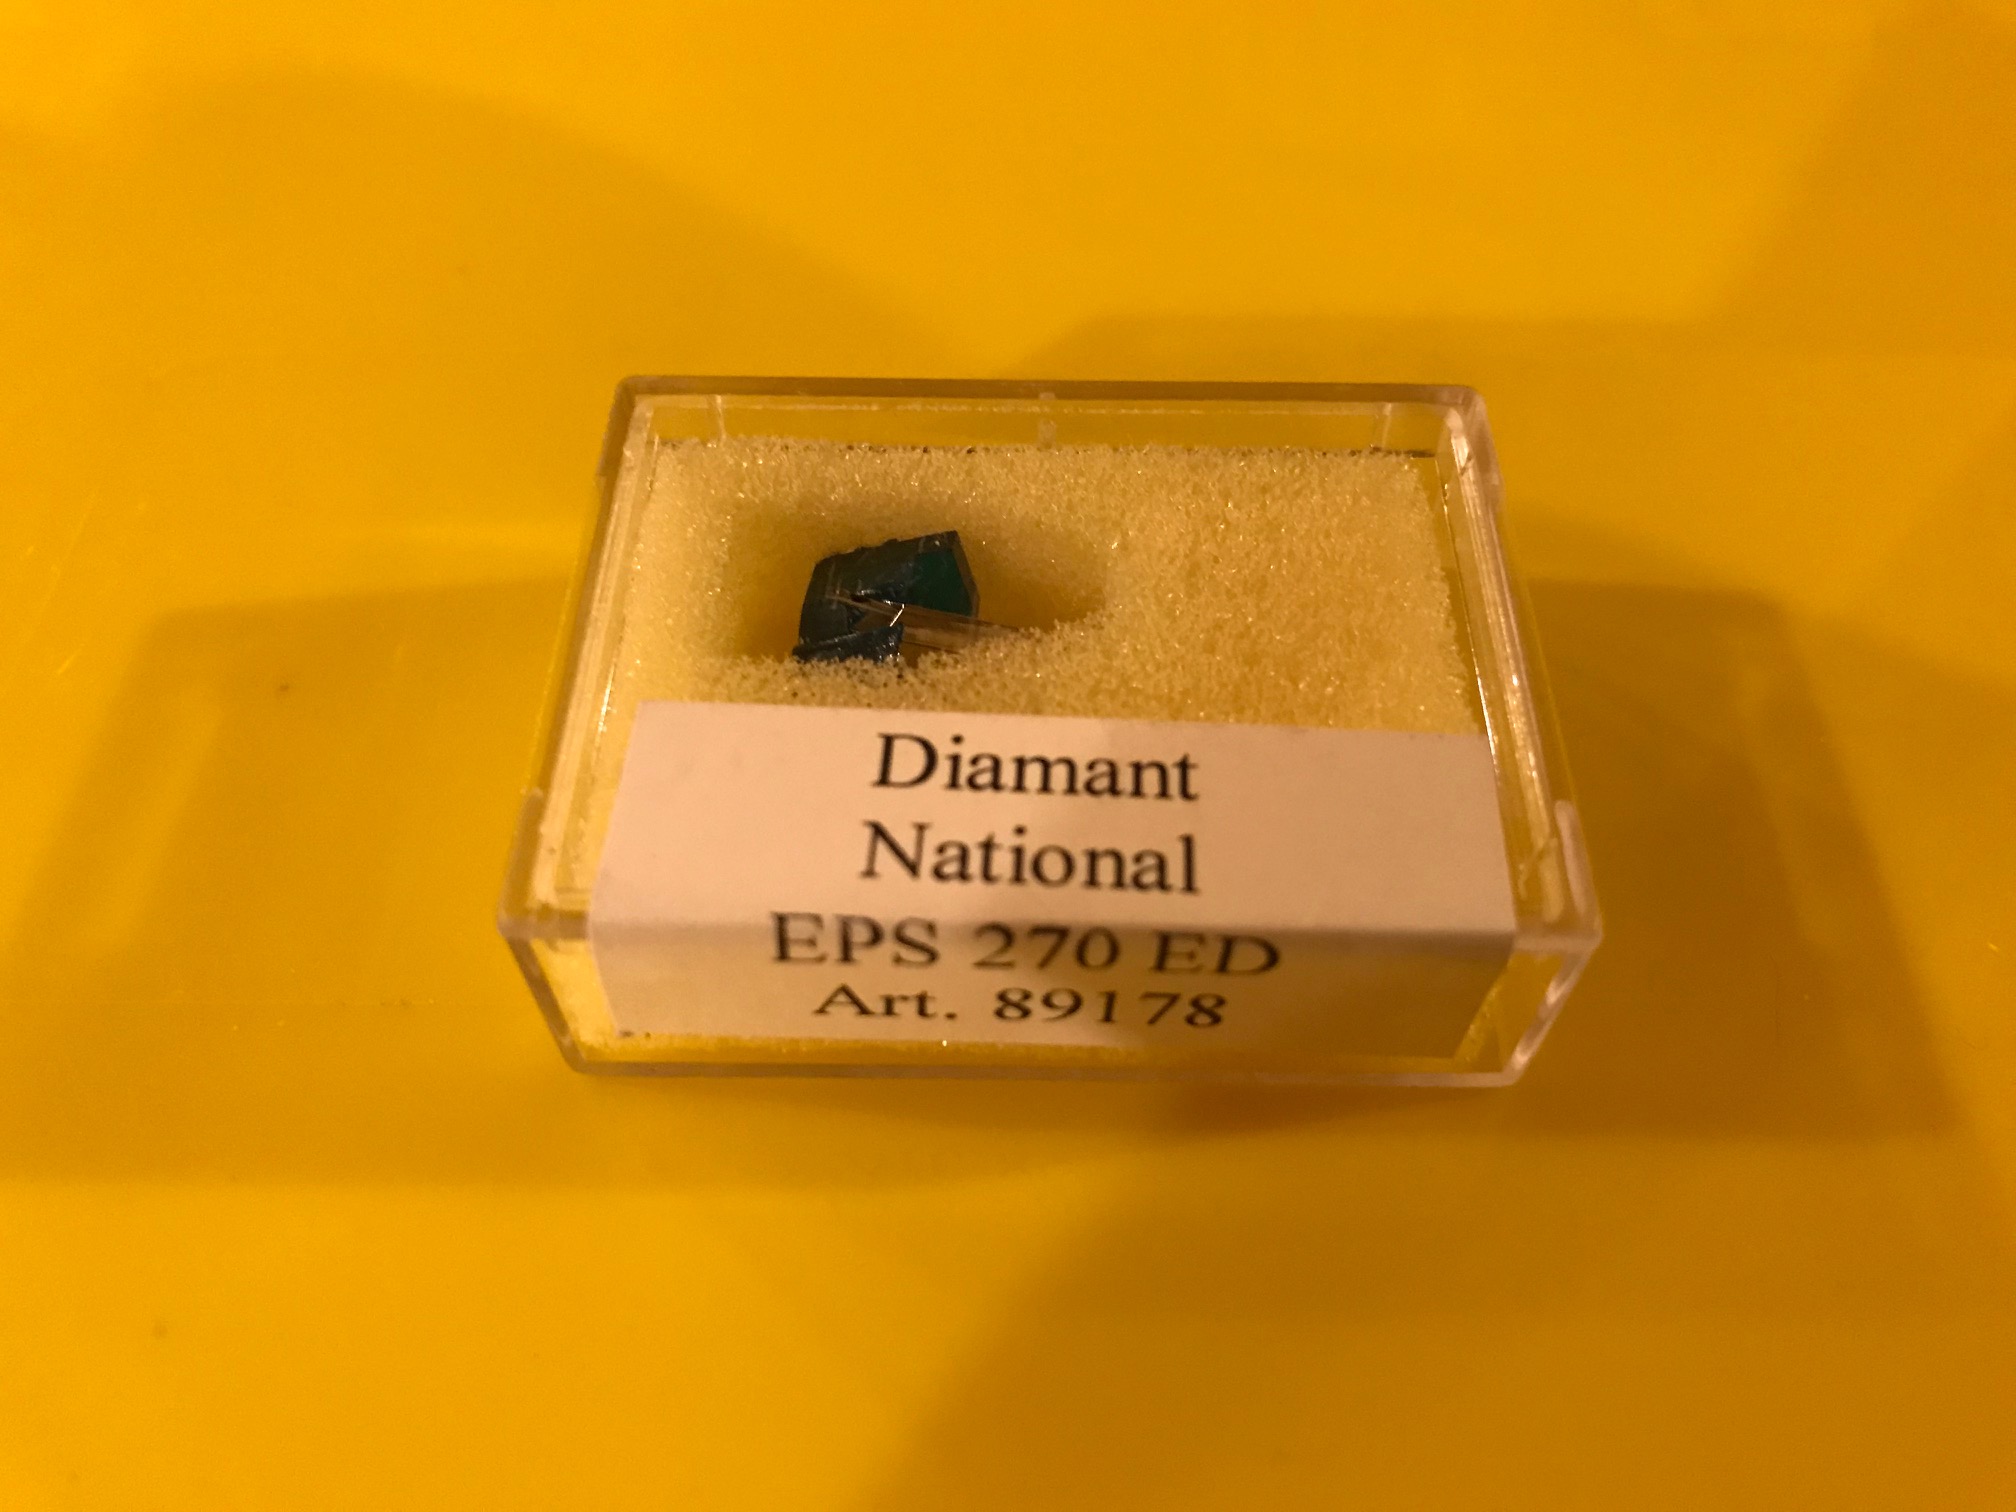 Diamant
National
EPS 270 ED
Art. 89178